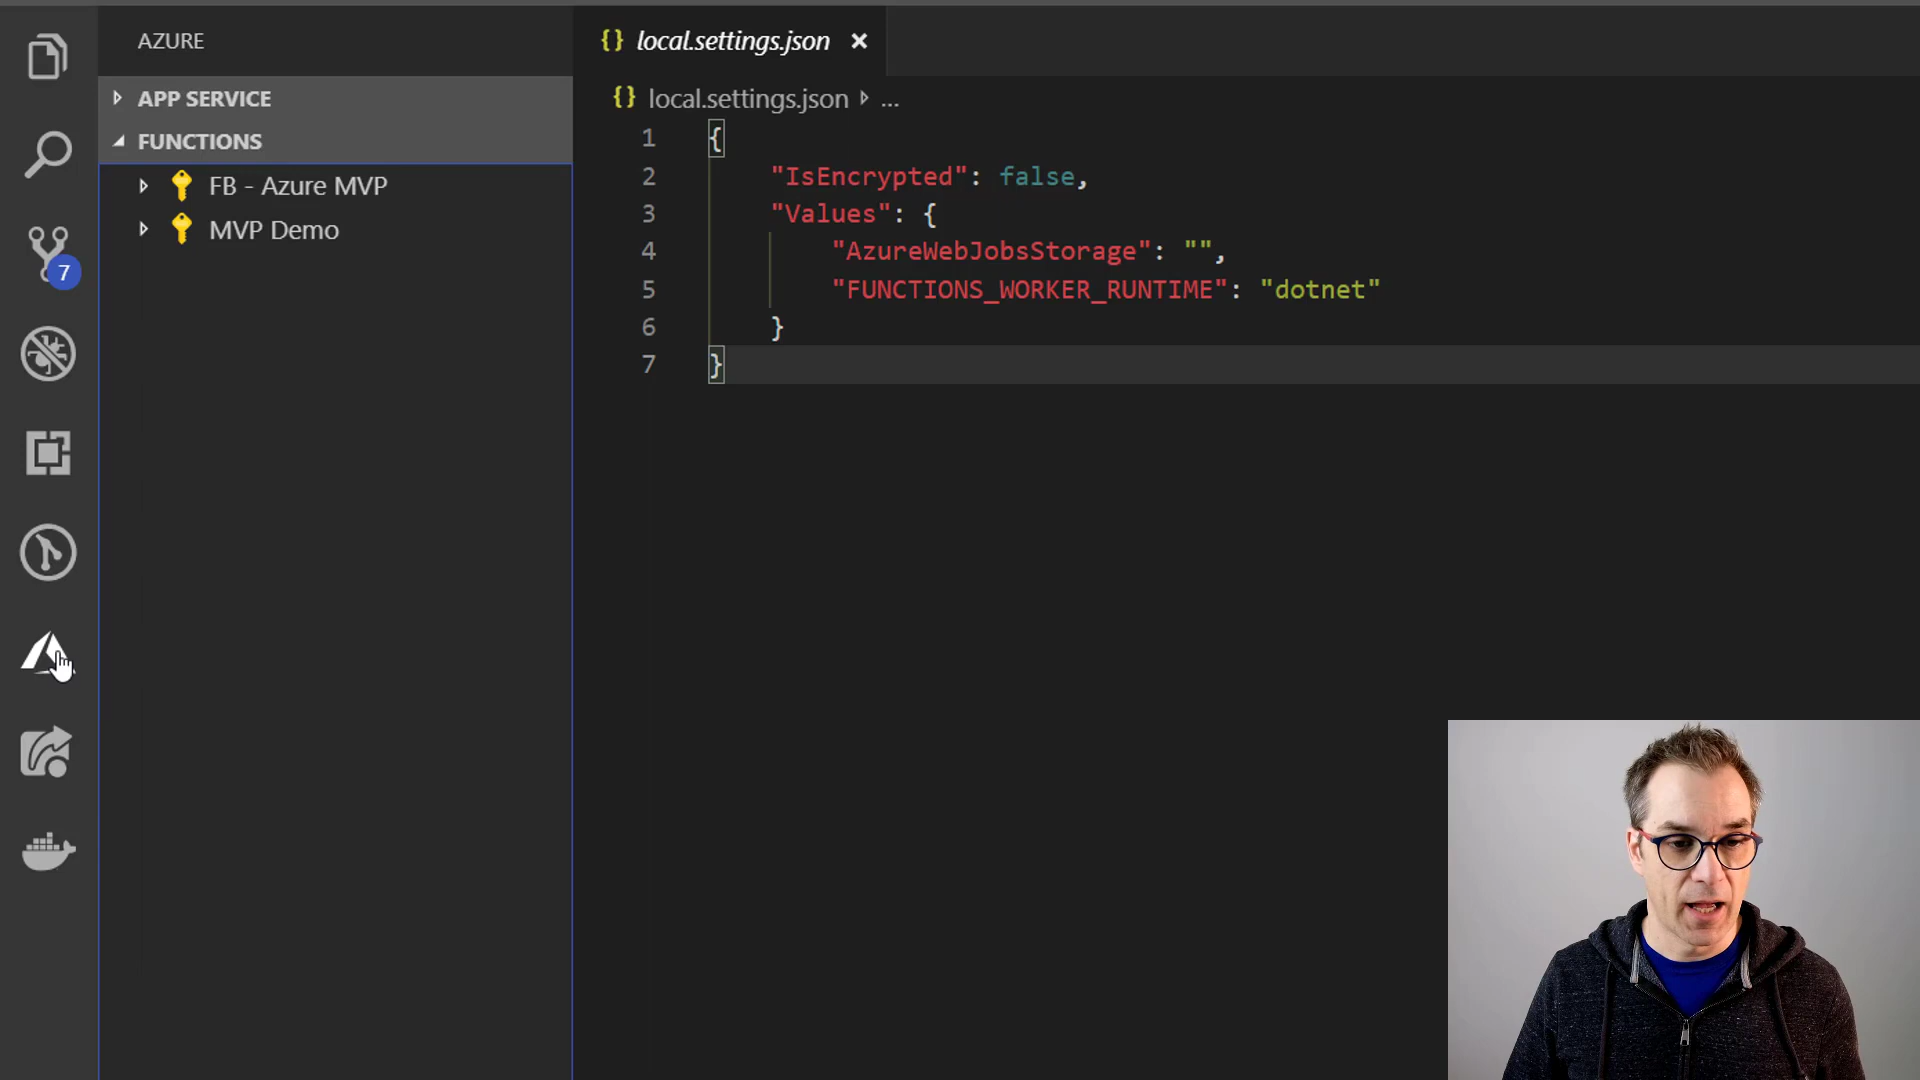 AZURE
APP SERVICE
FUNCTIONS
FB - Azure MVP
MVP Demo
7
{} local.settings.json ×
{} local.settings.json ...
1 {
2 "IsEncrypted": false,
3 "Values": {
4 "AzureWebJobsStorage": "",
5 "FUNCTIONS_WORKER_RUNTIME": "dotnet"
6 }
7 }